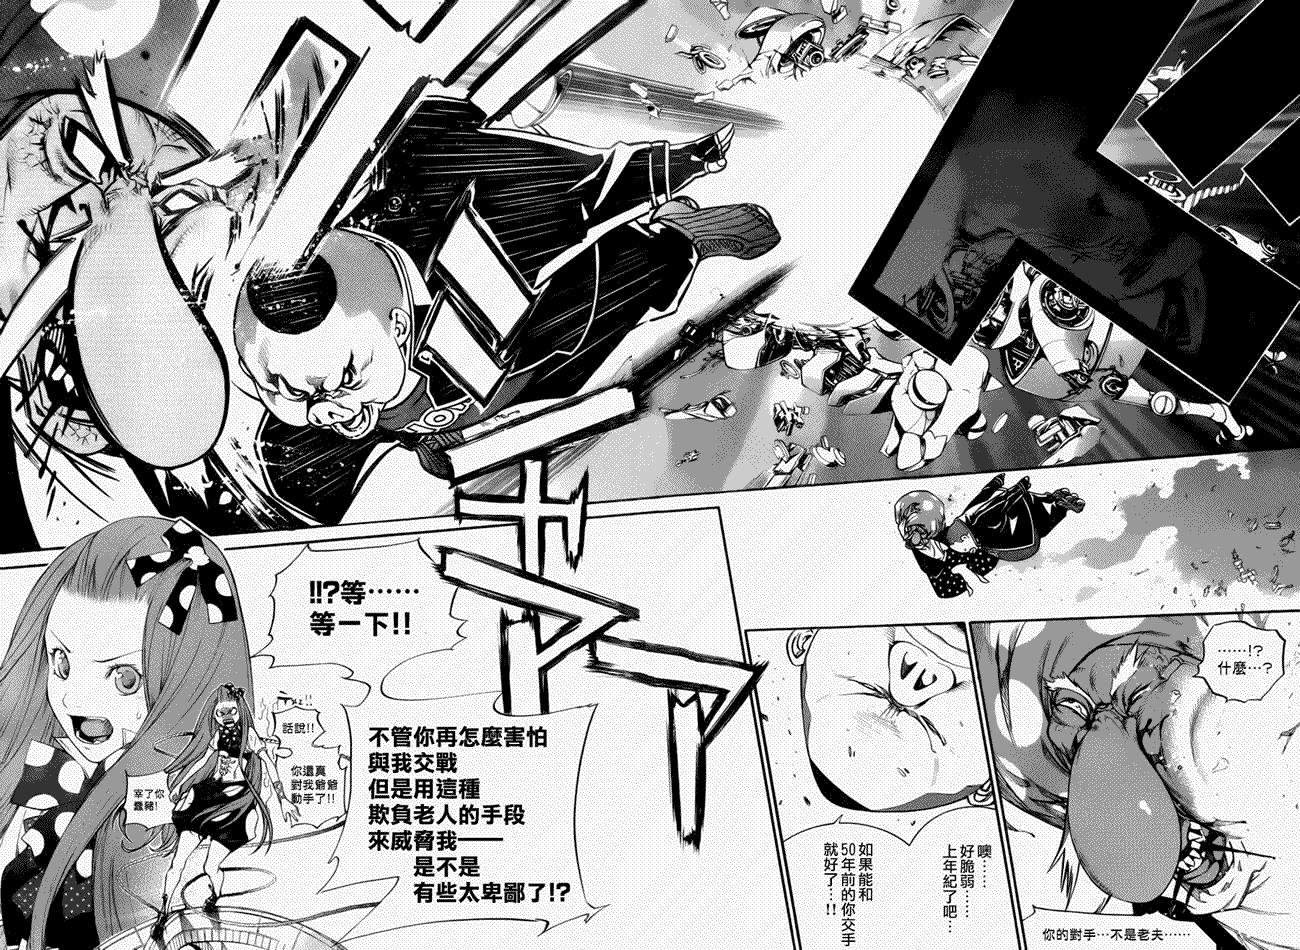 ……!?
什麼…?
噢……
好脆弱……
上年紀了吧…
如果能和
50年前的你交手
就好了…!!
你的對手…不是老夫……
!!?等……
等一下!!
不管你再怎麼害怕
與我交戰
但是用這種
欺負老人的手段
來威脅我——
是不是
有些太卑鄙了!?
話說!!
你還真
對我爺爺
動手了!!
宰了你
蠢豬!